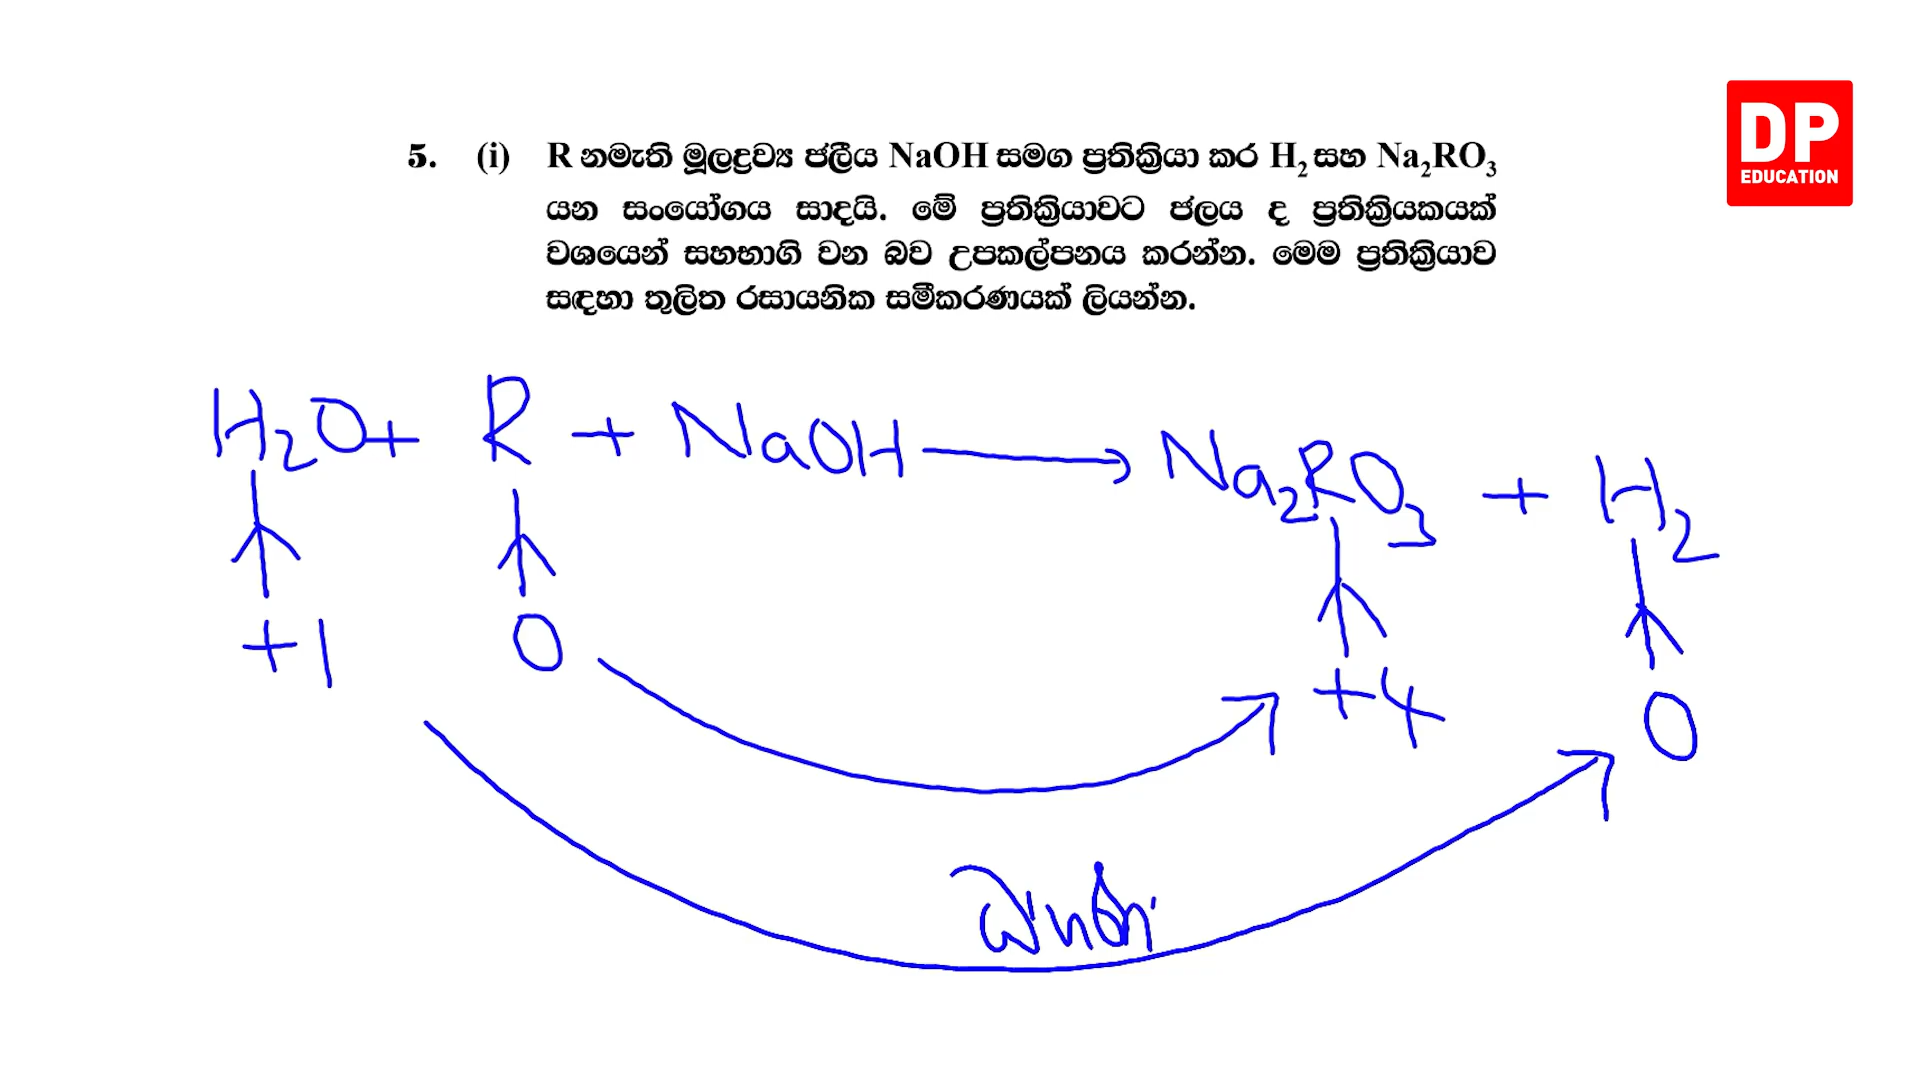 DP
EDUCATION
5. (i) R නමැති මූලද්‍රව්‍ය ජලීය NaOH සමග ප්‍රතික්‍රියා කර H₂ සහ Na₂RO₃
යන සංයෝගය සාදයි. මේ ප්‍රතික්‍රියාවට ජලය ද ප්‍රතික්‍රියකයක්
වශයෙන් සහභාගි වන බව උපකල්පනය කරන්න. මෙම ප්‍රතික්‍රියාව
සඳහා තුලිත රසායනික සමීකරණයක් ලියන්න.
H₂O + R + NaOH → Na₂RO₃ + H₂
+1 0 +4 0